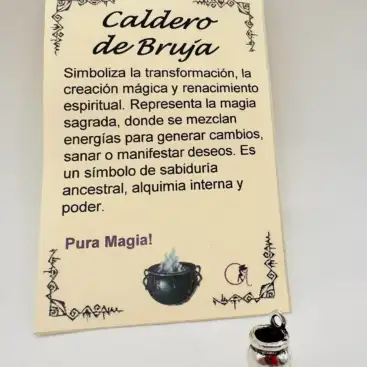 Caldero
de Bruja
Simboliza la transformación, la
creación mágica y renacimiento
espiritual. Representa la magia
sagrada, donde se mezclan
energías para generar cambios,
sanar o manifestar deseos. Es
un símbolo de sabiduría
ancestral, alquimia interna y
poder.
Pura Magia!